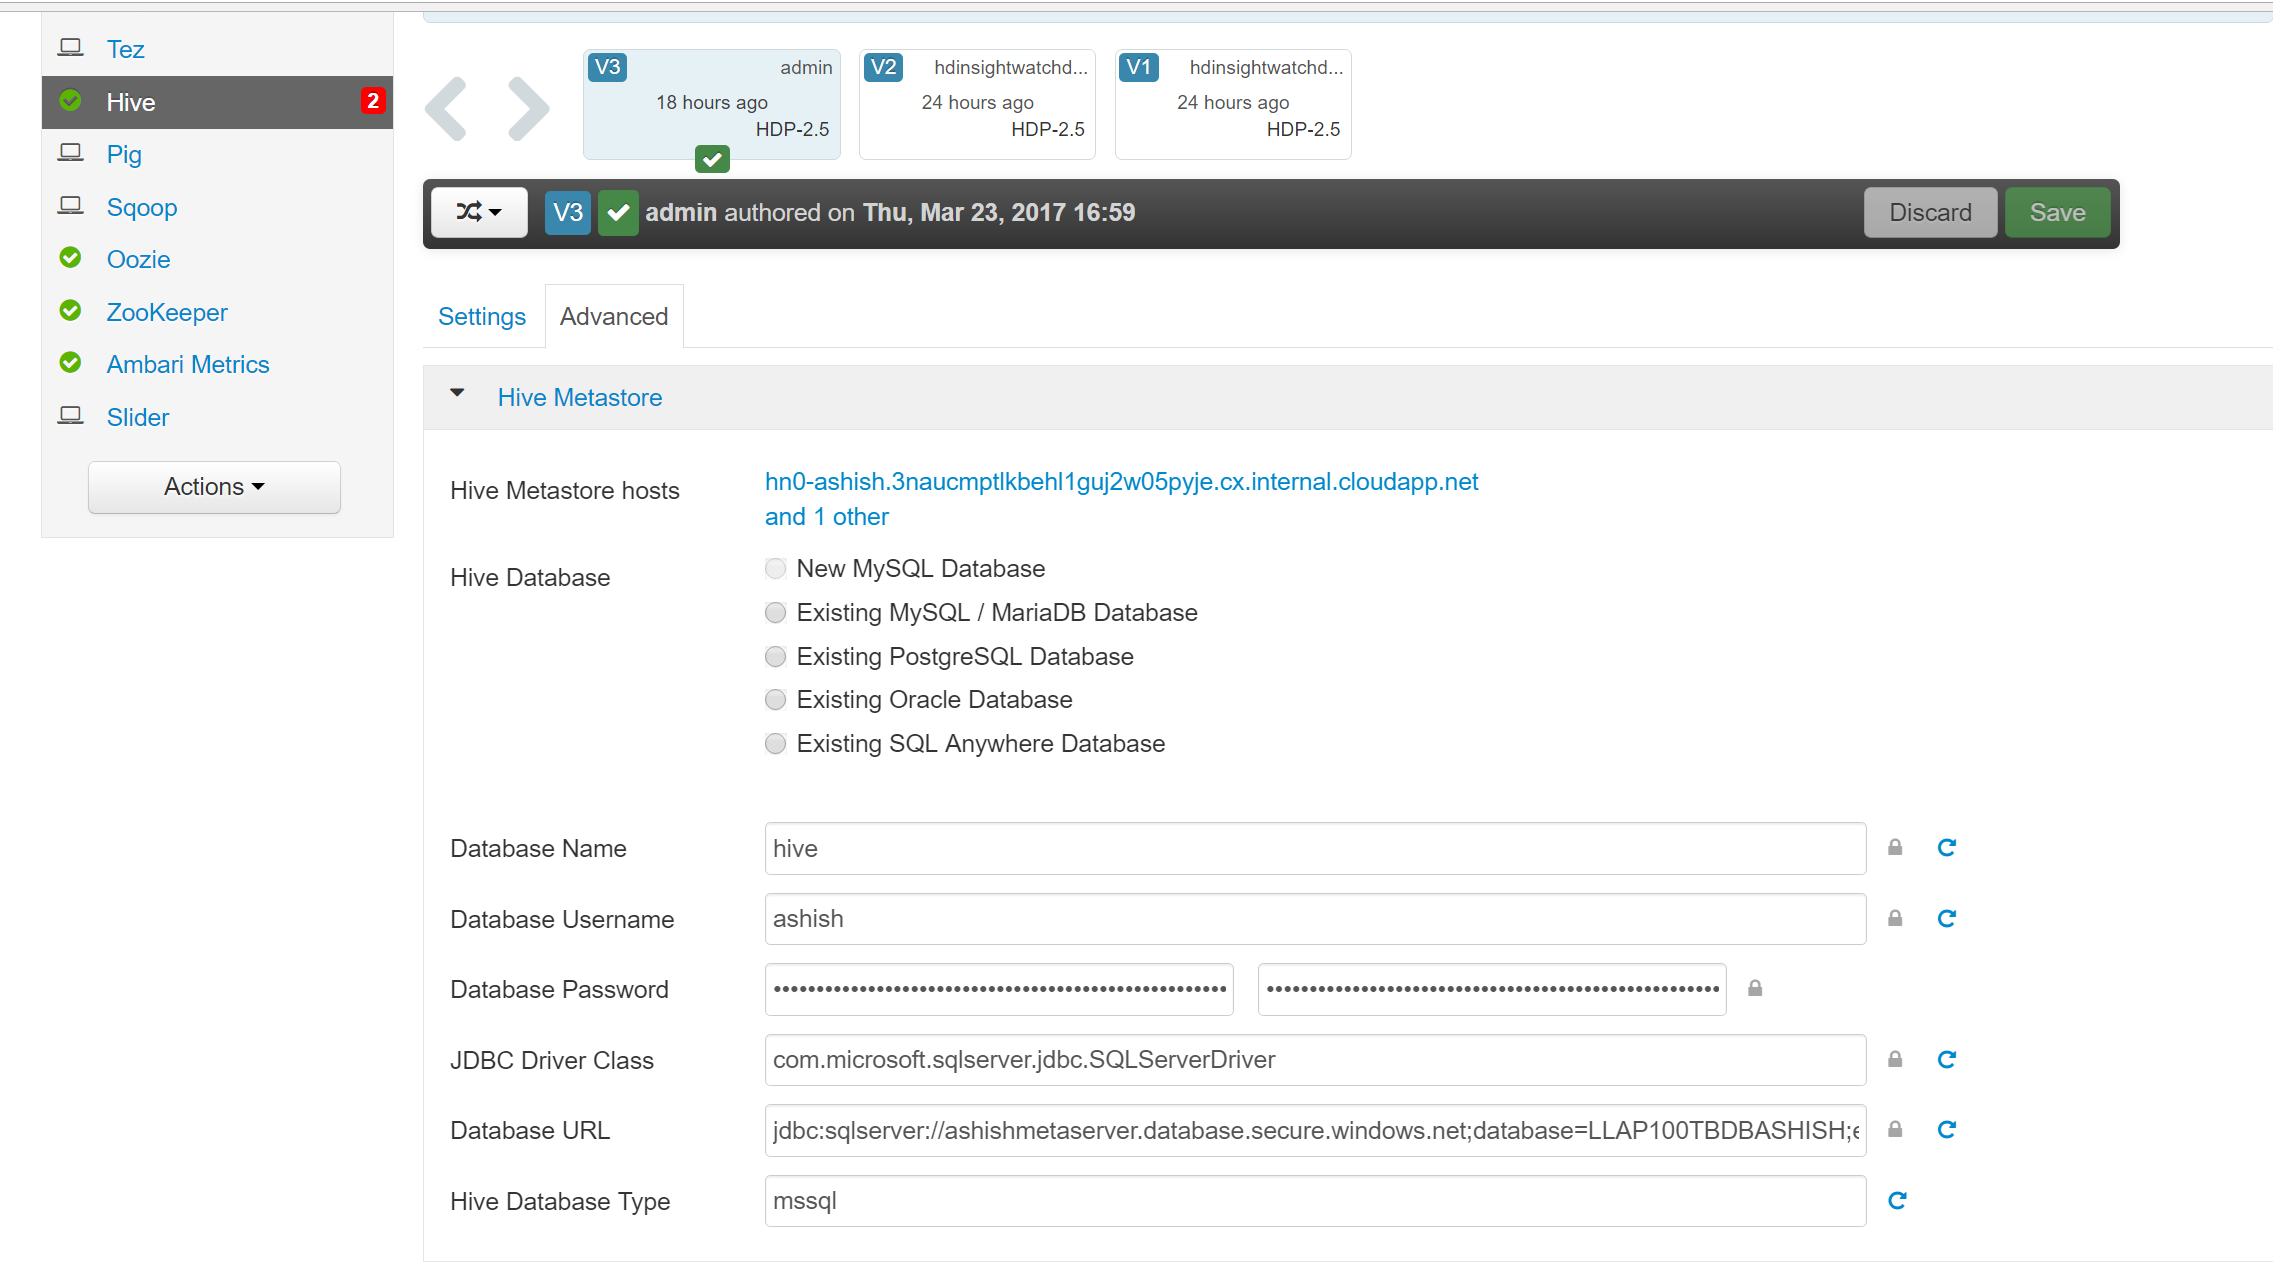 Tez
Hive 2
Pig
Sqoop
Oozie
ZooKeeper
Ambari Metrics
Slider
Actions
V3 admin
18 hours ago
HDP-2.5
V2 hdinsightwatchd...
24 hours ago
HDP-2.5
V1 hdinsightwatchd...
24 hours ago
HDP-2.5
V3 admin authored on Thu, Mar 23, 2017 16:59
Discard Save
Settings Advanced
Hive Metastore
Hive Metastore hosts hn0-ashish.3naucmptlkbehl1guj2w05pyje.cx.internal.cloudapp.net
and 1 other
Hive Database New MySQL Database
Existing MySQL / MariaDB Database
Existing PostgreSQL Database
Existing Oracle Database
Existing SQL Anywhere Database
Database Name hive
Database Username ashish
Database Password
JDBC Driver Class com.microsoft.sqlserver.jdbc.SQLServerDriver
Database URL jdbc:sqlserver://ashishmetaserver.database.secure.windows.net;database=LLAP100TBDBASHISH;e
Hive Database Type mssql